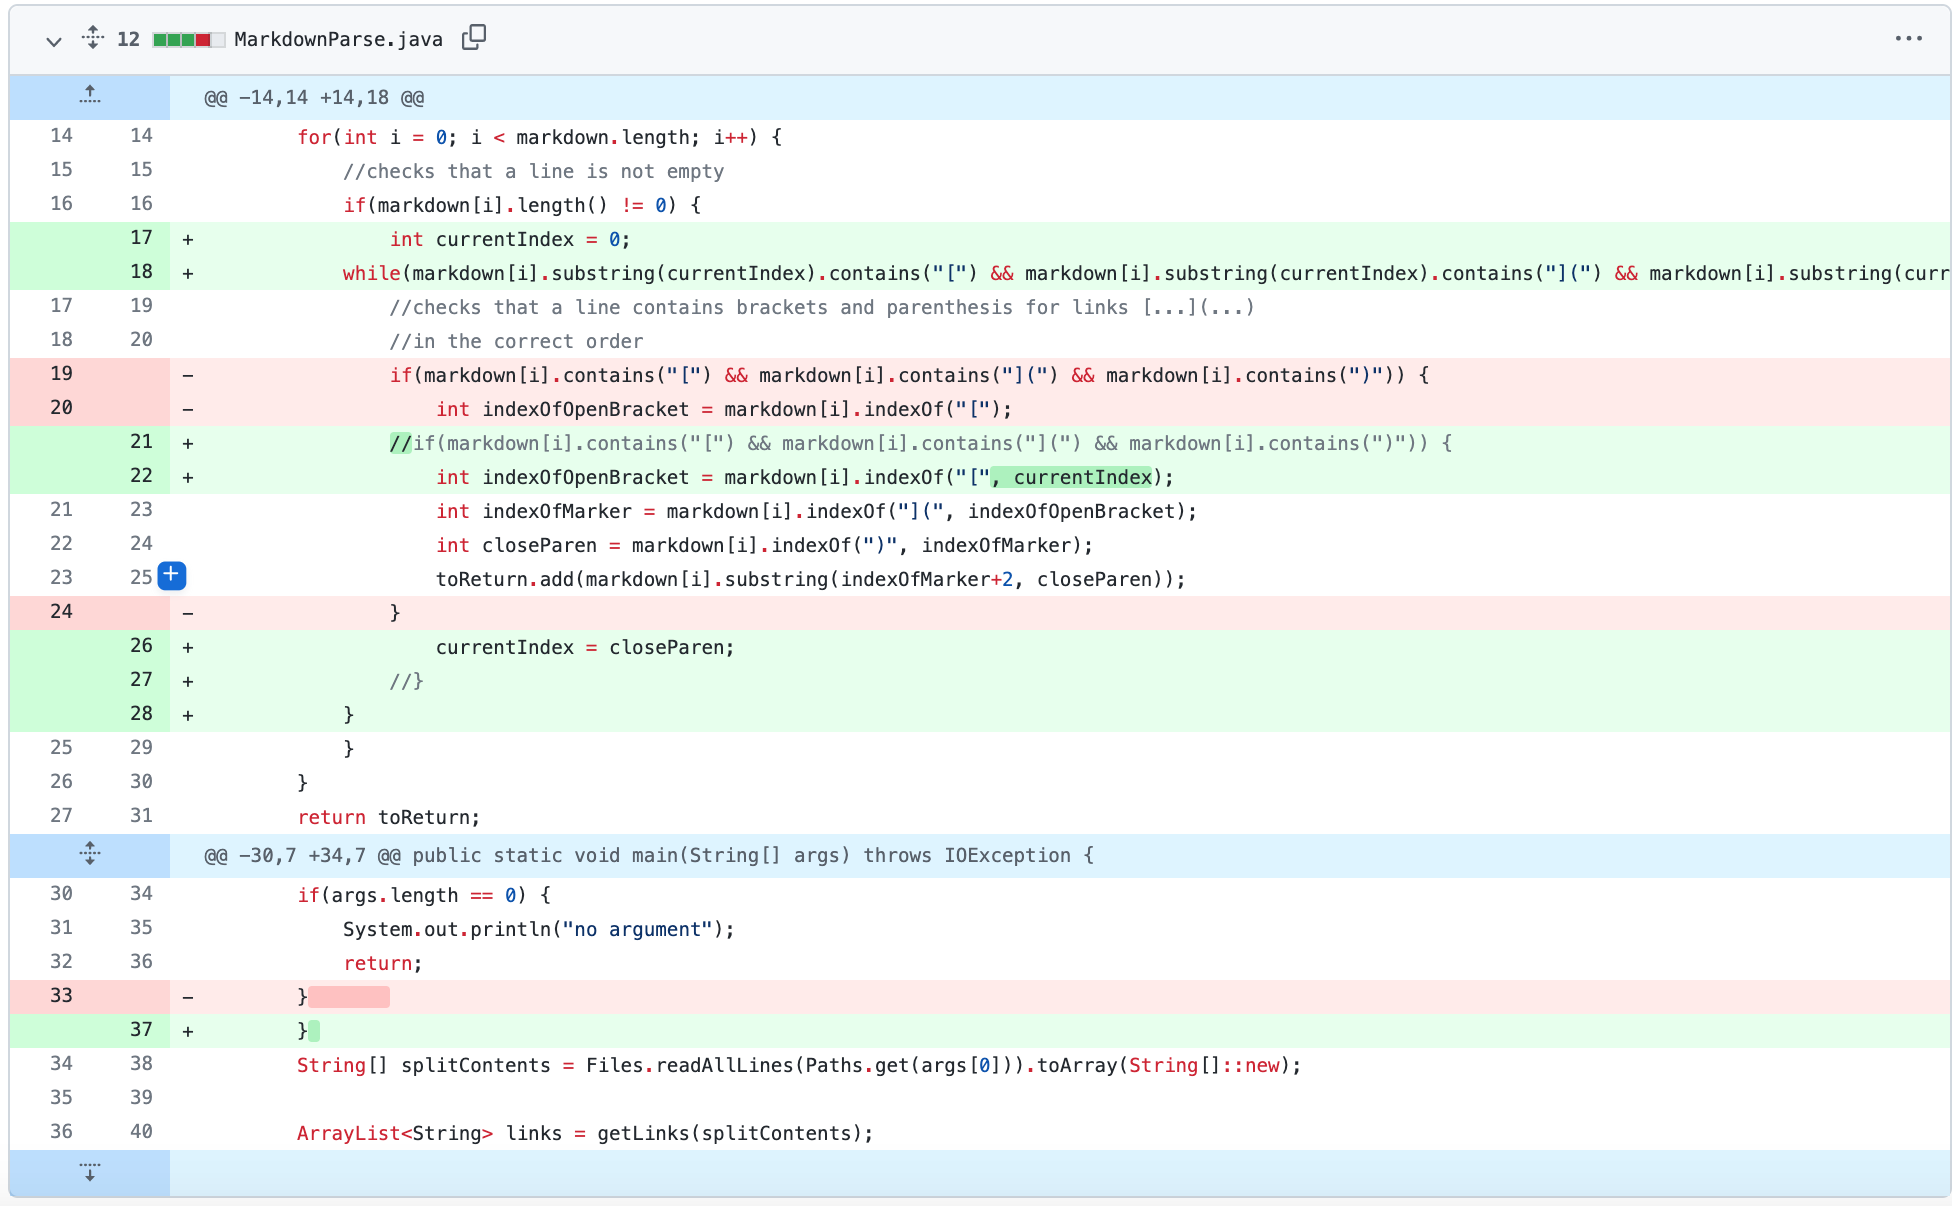 12 MarkdownParse.java
@@ -14,14 +14,18 @@
14 14 for(int i = 0; i < markdown.length; i++) {
15 15 //checks that a line is not empty
16 16 if(markdown[i].length() != 0) {
17 + int currentIndex = 0;
18 + while(markdown[i].substring(currentIndex).contains("[") && markdown[i].substring(currentIndex).contains("](") && markdown[i].substring(curr
17 19 //checks that a line contains brackets and parenthesis for links [...](...)
18 20 //in the correct order
19 - if(markdown[i].contains("[") && markdown[i].contains("](") && markdown[i].contains(")")) {
20 - int indexOfOpenBracket = markdown[i].indexOf("[");
21 + //if(markdown[i].contains("[") && markdown[i].contains("](") && markdown[i].contains(")")) {
22 + int indexOfOpenBracket = markdown[i].indexOf("[", currentIndex);
21 23 int indexOfMarker = markdown[i].indexOf("](", indexOfOpenBracket);
22 24 int closeParen = markdown[i].indexOf(")", indexOfMarker);
23 25 toReturn.add(markdown[i].substring(indexOfMarker+2, closeParen));
24 - }
26 + currentIndex = closeParen;
27 + //}
28 + }
25 29 }
26 30 }
27 31 return toReturn;
@@ -30,7 +34,7 @@ public static void main(String[] args) throws IOException {
30 34 if(args.length == 0) {
31 35 System.out.println("no argument");
32 36 return;
33 - }
37 + }
34 38 String[] splitContents = Files.readAllLines(Paths.get(args[0])).toArray(String[]::new);
35 39
36 40 ArrayList<String> links = getLinks(splitContents);